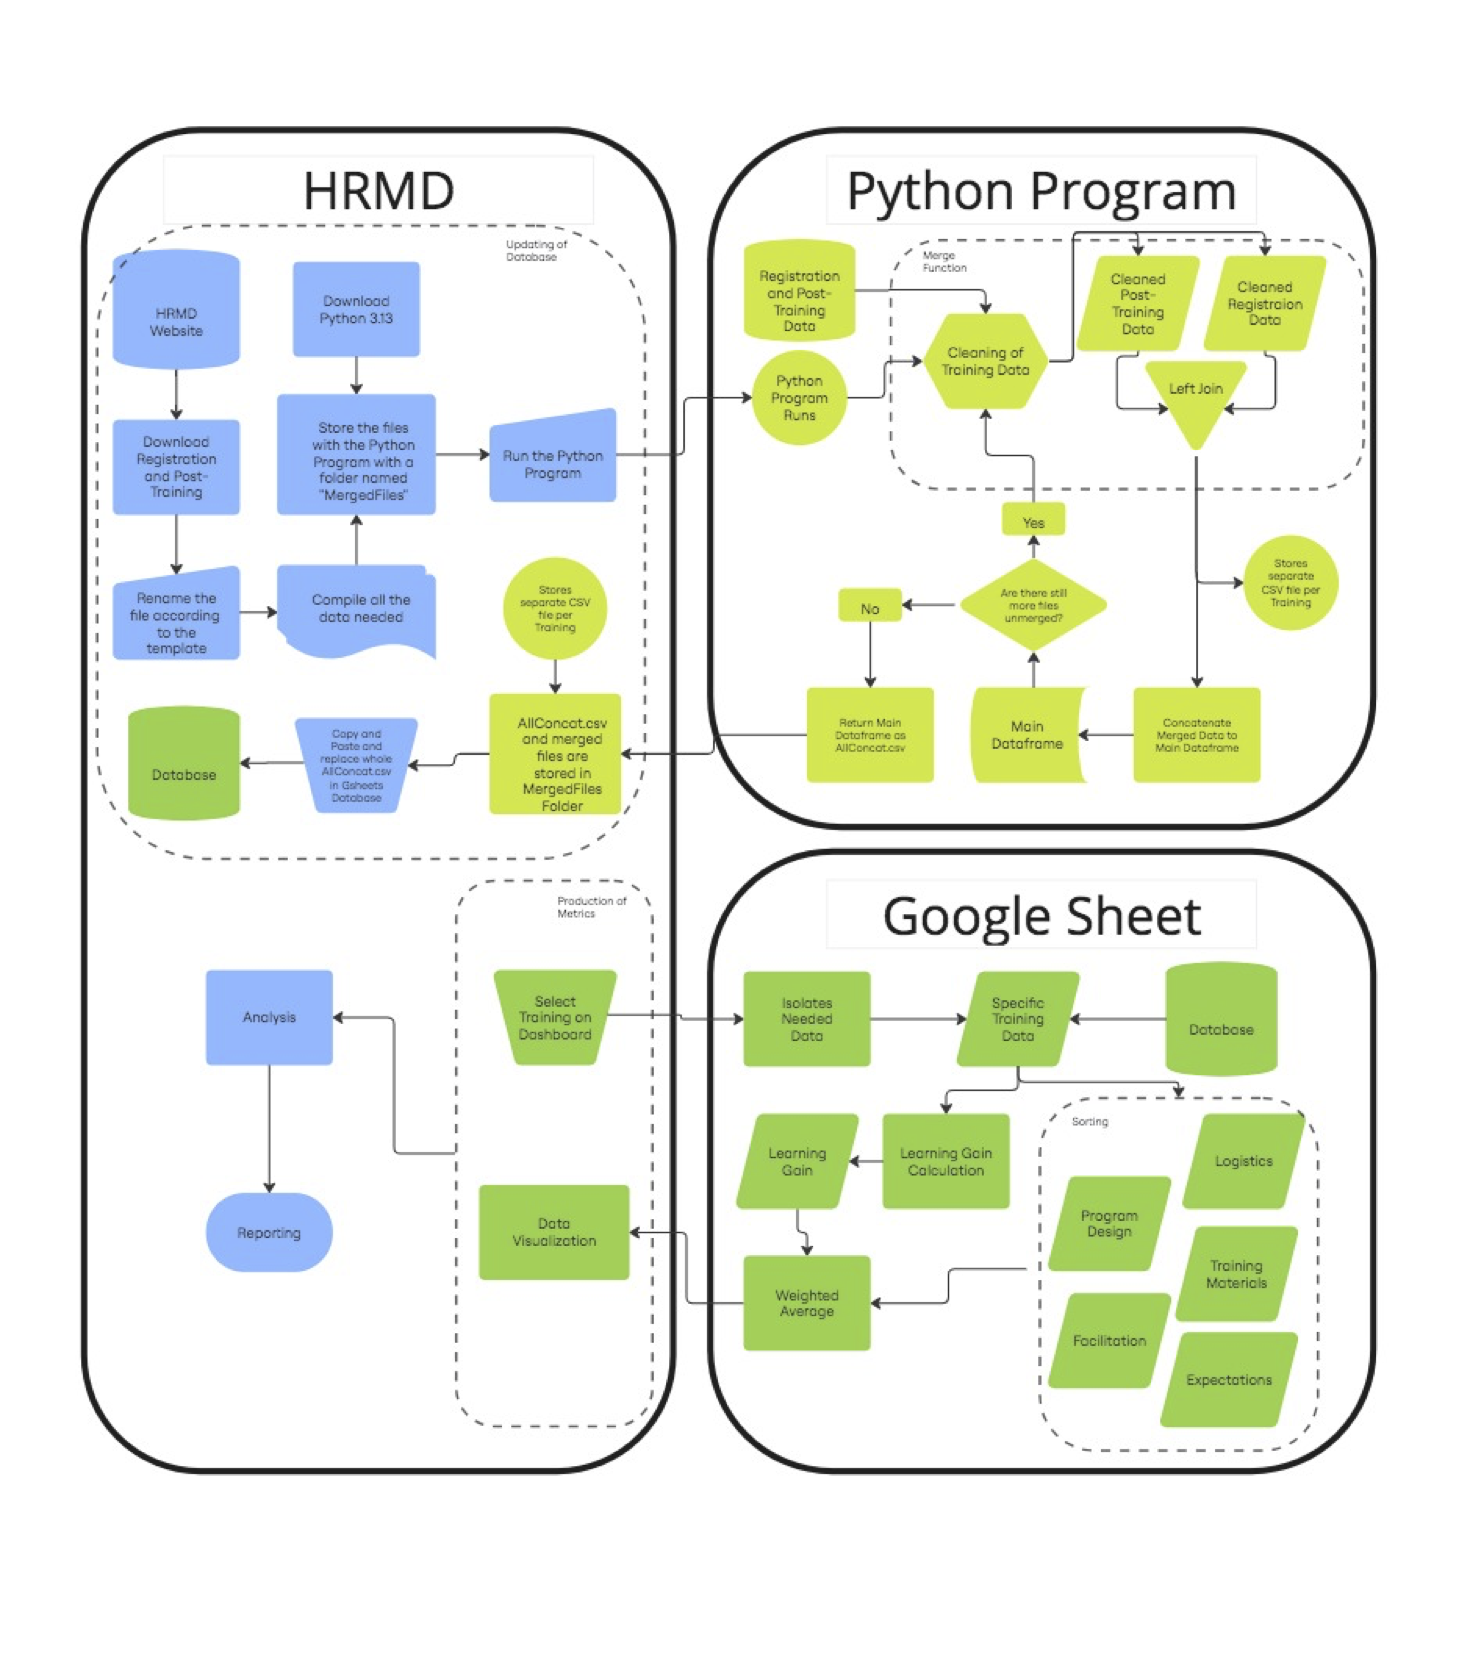 HRMD
Updating of
Database
HRMD
Website
Download
Python 3.13
Download
Registration
and Post-
Training
Store the files
with the Python
Program with a
folder named
"MergedFiles"
Run the Python
Program
Rename the
file according
to the
template
Compile all the
data needed
Stores
separate CSV
file per
Training
Database
Copy and
Paste and
replace whole
AllConcat.csv
in Gsheets
Database
AllConcat.csv
and merged
files are
stored in
MergedFiles
Folder
Production of
Metrics
Analysis
Select
Training on
Dashboard
Reporting
Data
Visualization
Python Program
Merge
Function
Registration
and Post-
Training
Data
Cleaning of
Training Data
Cleaned
Post-
Training
Data
Cleaned
Registraion
Data
Python
Program
Runs
Left Join
Yes
Are there still
more files
unmerged?
No
Stores
separate
CSV file per
Training
Return Main
Dataframe as
AllConcat.csv
Main
Dataframe
Concatenate
Merged Data to
Main Dataframe
Google Sheet
Isolates
Needed
Data
Specific
Training
Data
Database
Learning
Gain
Learning Gain
Calculation
Sorting
Logistics
Program
Design
Training
Materials
Weighted
Average
Facilitation
Expectations